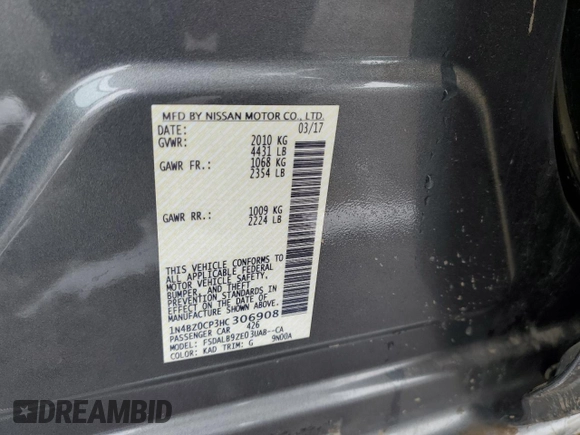 MFD BY NISSAN MOTOR CO., LTD.
DATE: 03/17
GVWR: 2010 KG
4431 LB
GAWR FR.: 1068 KG
2354 LB
GAWR RR.: 1009 KG
2224 LB
THIS VEHICLE CONFORMS TO
ALL APPLICABLE FEDERAL
MOTOR VEHICLE SAFETY,
BUMPER, AND THEFT
PREVENTION STANDARDS IN
EFFECT ON THE DATE OF
MANUFACTURE SHOWN ABOVE.
1N4BZ0CP3HC 306908
PASSENGER CAR 426
MODEL: FSDALB9ZE03UA8--CA
COLOR: KAD TRIM: G 9N00A
DREAMBID